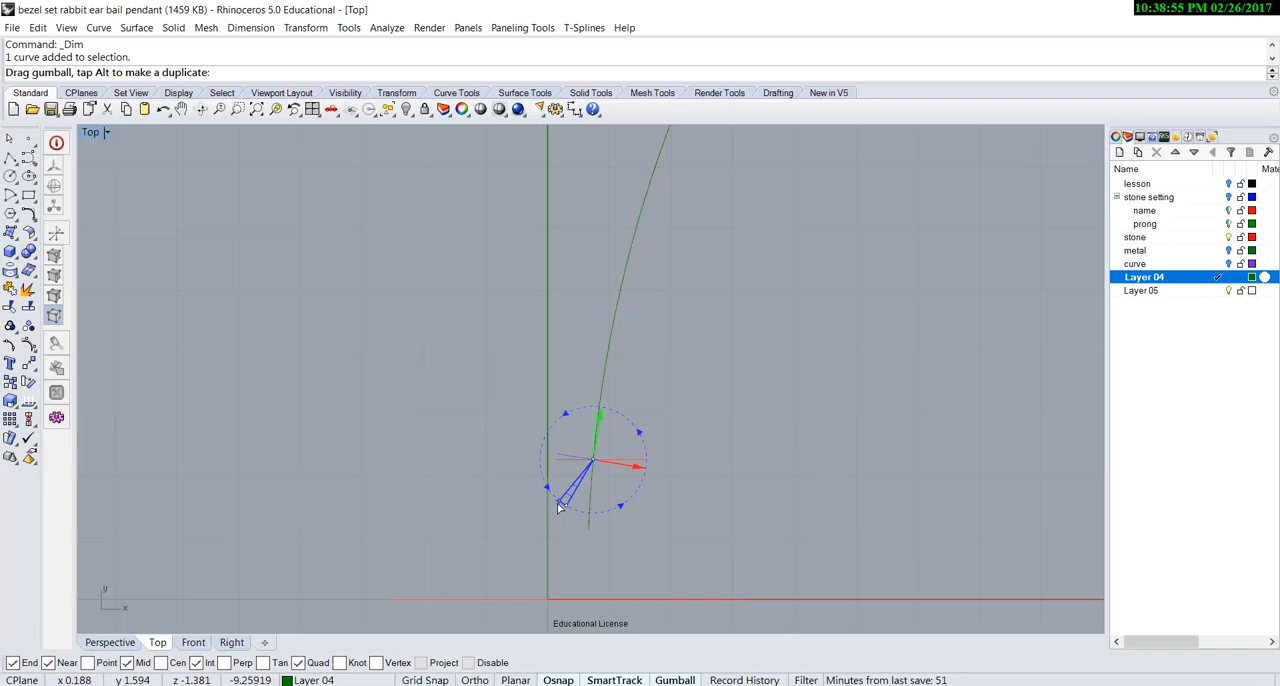 bezel set rabbit ear bail pendant (1459 KB) - Rhinoceros 5.0 Educational - [Top]
10:38:55 PM 02/26/2017
File Edit View Curve Surface Solid Mesh Dimension Transform Tools Analyze Render Panels Paneling Tools T-Splines Help
Command: _Dim
1 curve added to selection.
Drag gumball, tap Alt to make a duplicate:
Standard CPlanes Set View Display Select Viewport Layout Visibility Transform Curve Tools Surface Tools Solid Tools Mesh Tools Render Tools Drafting New in V5
Top
Name Mate
lesson
stone setting
name
prong
stone
metal
curve
Layer 04
Layer 05
y
x
Educational License
Perspective Top Front Right
End Near Point Mid Cen Int Perp Tan Quad Knot Vertex Project Disable
CPlane x 0.188 y 1.594 z -1.381 -9.25919 Layer 04 Grid Snap Ortho Planar Osnap SmartTrack Gumball Record History Filter Minutes from last save: 51